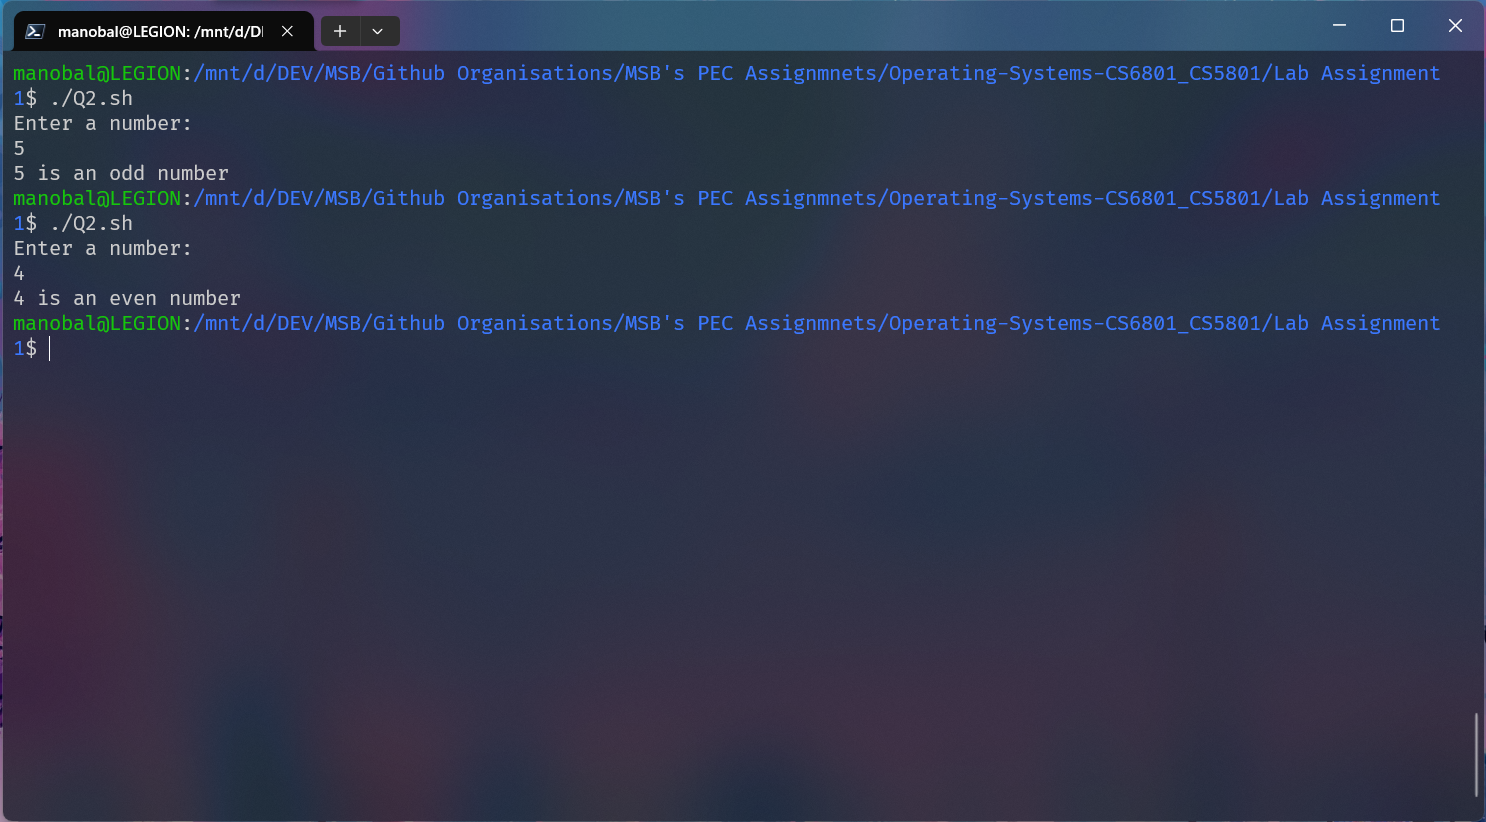 manobal@LEGION: /mnt/d/DI
manobal@LEGION:/mnt/d/DEV/MSB/Github Organisations/MSB's PEC Assignmnets/Operating-Systems-CS6801_CS5801/Lab Assignment
1$ ./Q2.sh
Enter a number:
5
5 is an odd number
manobal@LEGION:/mnt/d/DEV/MSB/Github Organisations/MSB's PEC Assignmnets/Operating-Systems-CS6801_CS5801/Lab Assignment
1$ ./Q2.sh
Enter a number:
4
4 is an even number
manobal@LEGION:/mnt/d/DEV/MSB/Github Organisations/MSB's PEC Assignmnets/Operating-Systems-CS6801_CS5801/Lab Assignment
1$